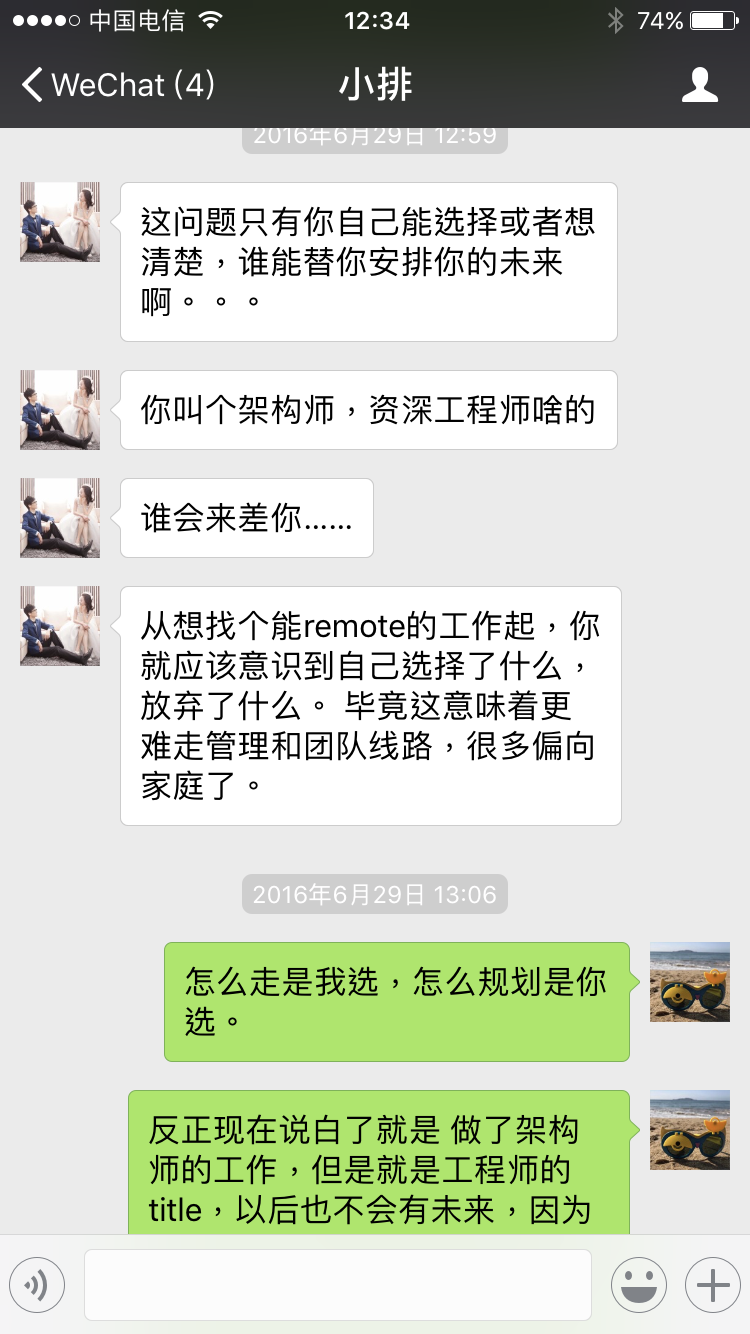 中国电信 12:34 74%
WeChat (4) 小排
2016年6月29日 12:59
这问题只有你自己能选择或者想
清楚，谁能替你安排你的未来
啊。。。
你叫个架构师，资深工程师啥的
谁会来差你......
从想找个能remote的工作起，你
就应该意识到自己选择了什么，
放弃了什么。 毕竟这意味着更
难走管理和团队线路，很多偏向
家庭了。
2016年6月29日 13:06
怎么走是我选，怎么规划是你
选。
反正现在说白了就是 做了架构
师的工作，但是就是工程师的
title，以后也不会有未来，因为